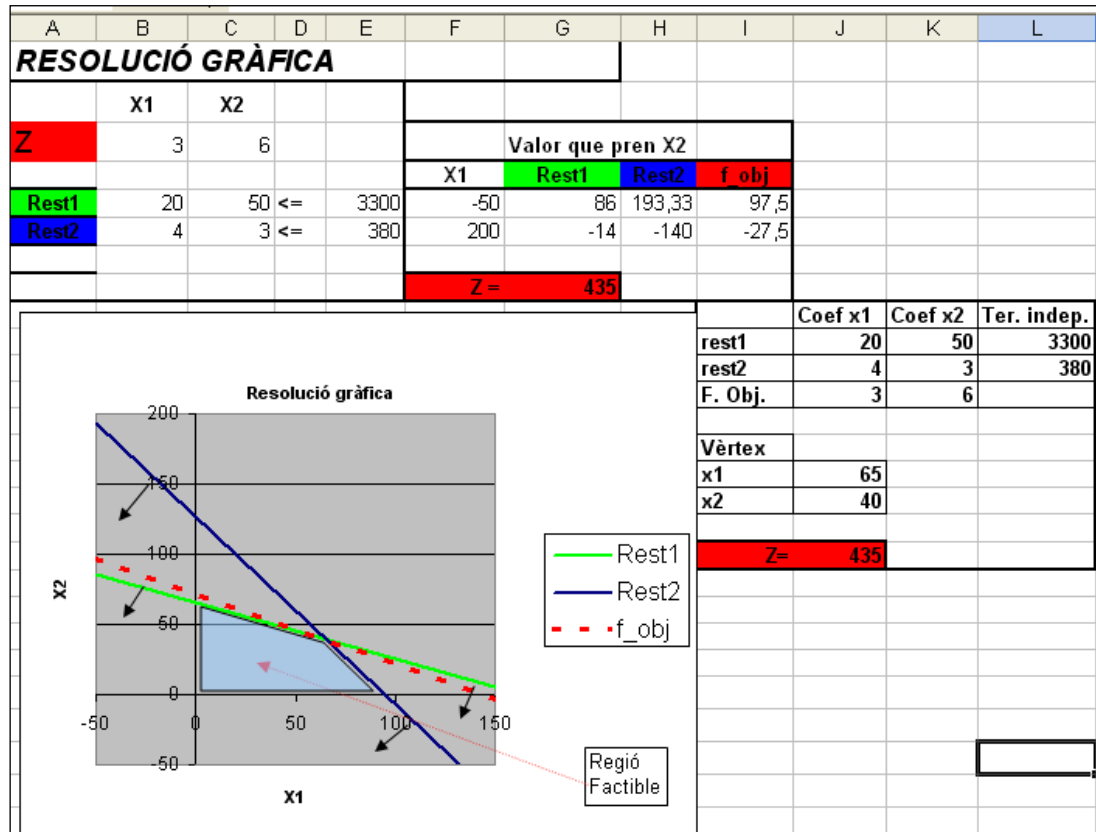 A B C D E F G H I J K L
RESOLUCIÓ GRÀFICA
X1 X2
Z 3 6 Valor que pren X2
X1 Rest1 Rest2 f_obj
Rest1 20 50 <= 3300 -50 86 193,33 97,5
Rest2 4 3 <= 380 200 -14 -140 -27,5
Z = 435
Coef x1 Coef x2 Ter. indep.
rest1 20 50 3300
rest2 4 3 380
F. Obj. 3 6
Vèrtex
x1 65
x2 40
Z= 435
Resolució gràfica
200
150
100
50
0
-50
-50 0 50 100 150
X2
X1
Rest1
Rest2
f_obj
Regió
Factible